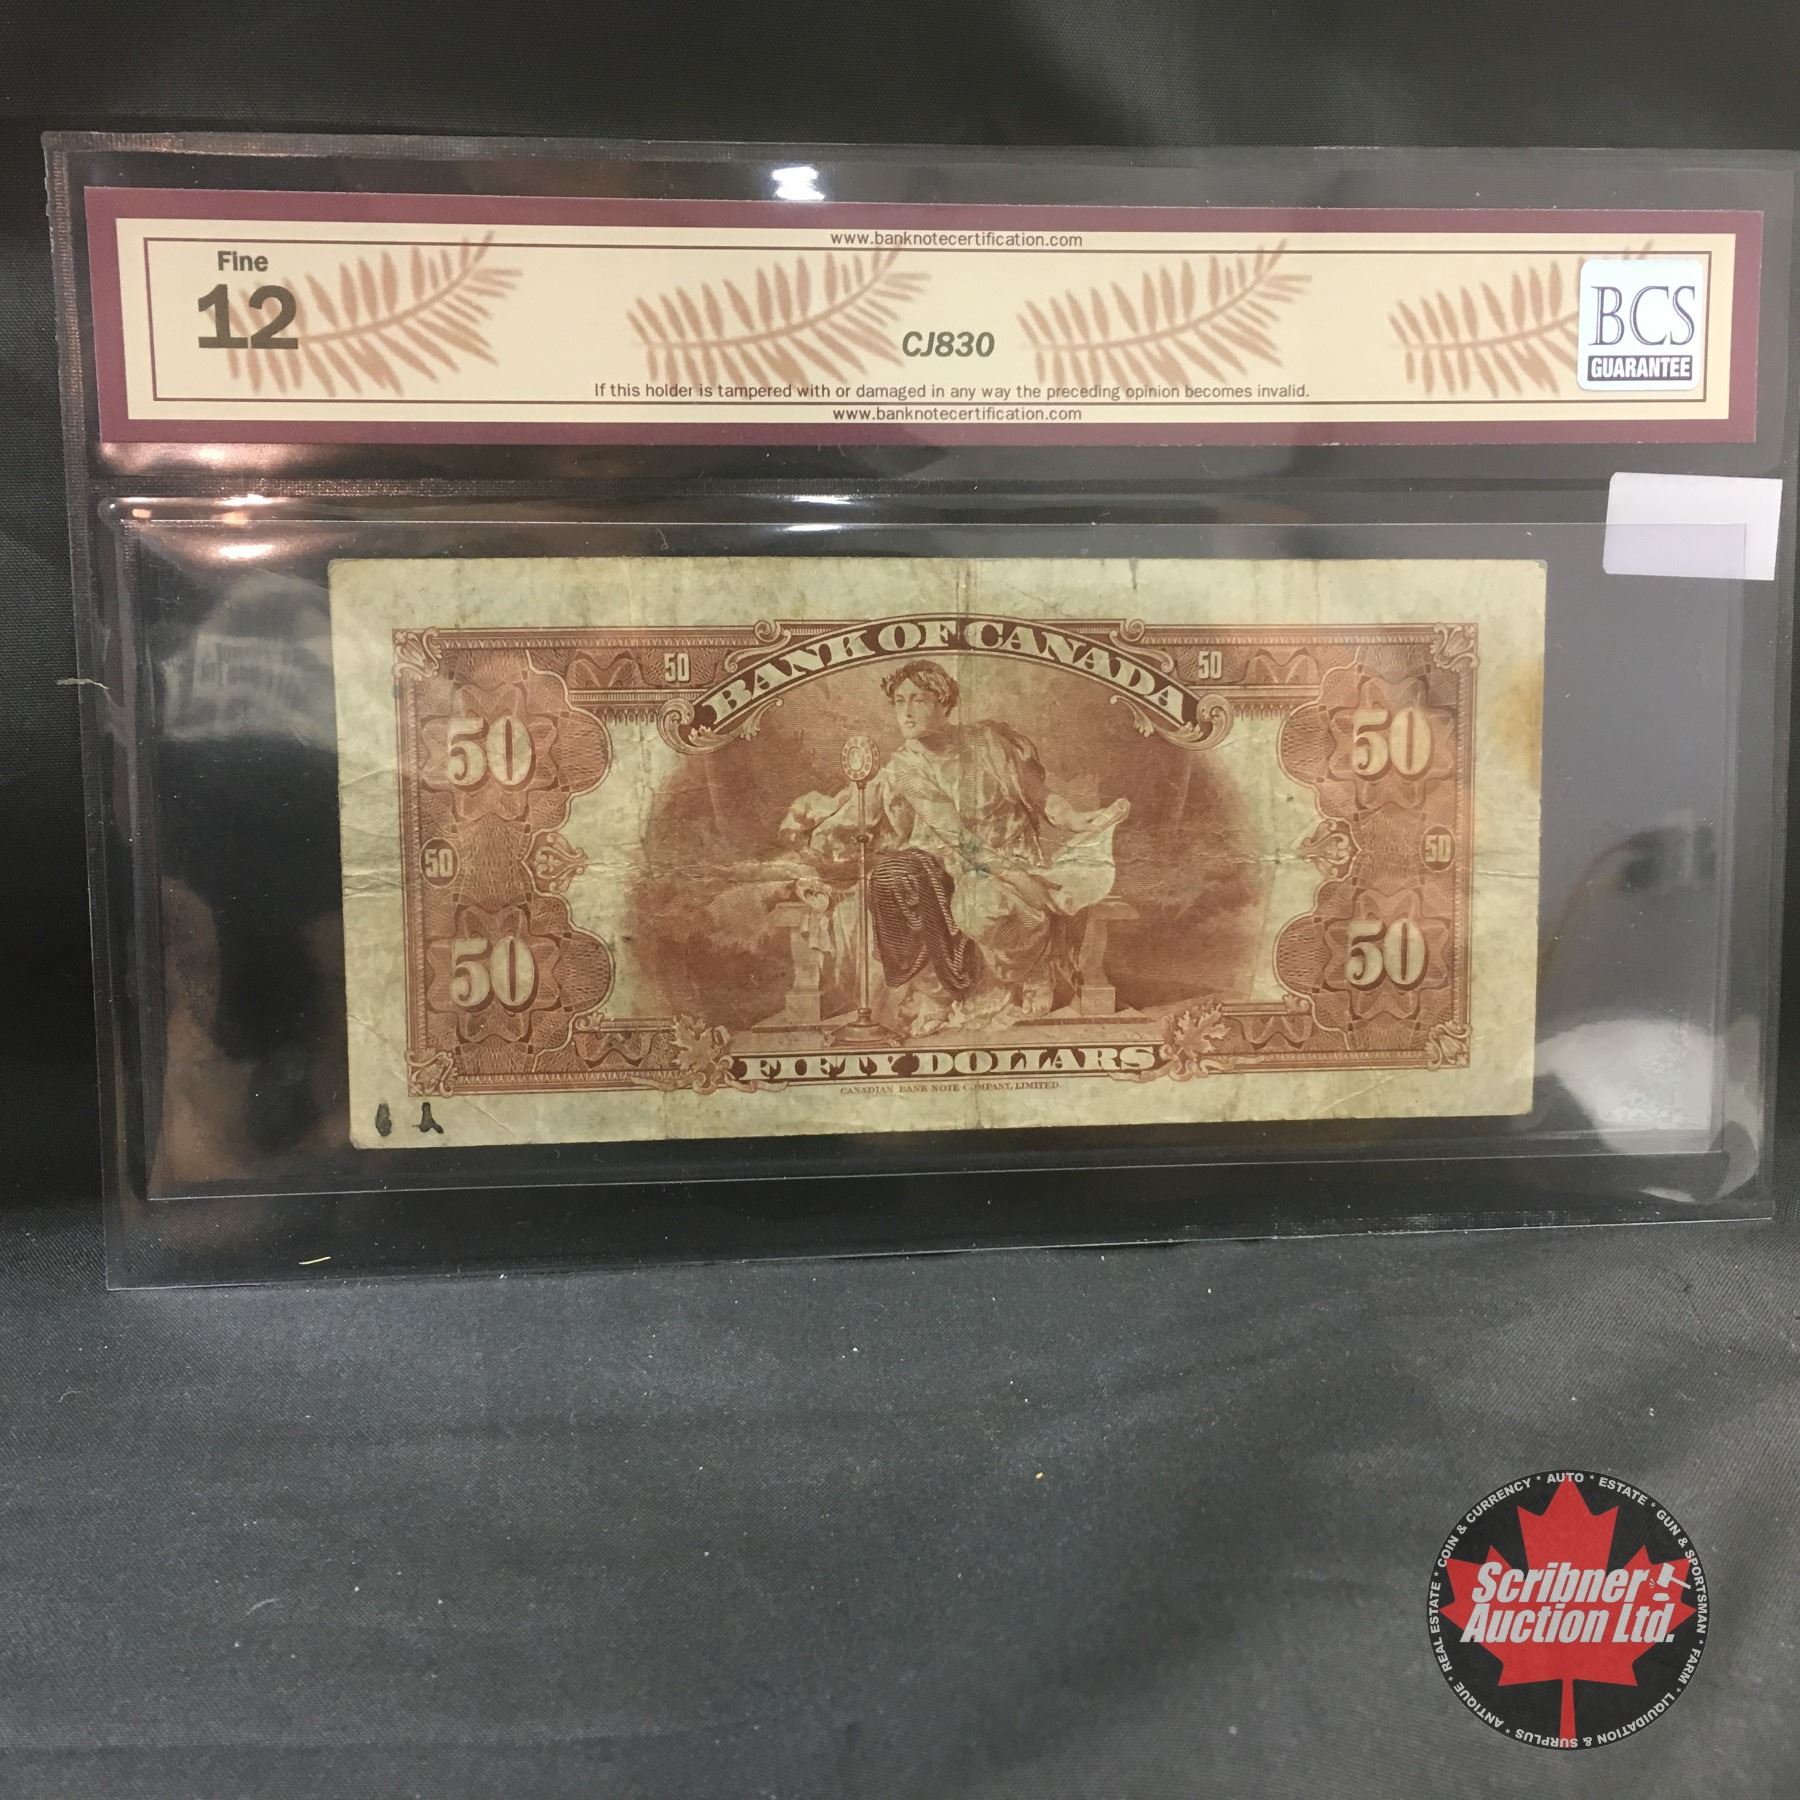 www.banknotecertification.com
Fine
12
CJ830
BCS
GUARANTEE
If this holder is tampered with or damaged in any way the preceding opinion becomes invalid.
www.banknotecertification.com
BANK OF CANADA
50 50
50 50
50 50
50 50
FIFTY DOLLARS
CANADIAN BANK NOTE COMPANY, LIMITED.
COIN & CURRENCY * AUTO * ESTATE * GUN & SPORTSMAN * FARM * LIQUIDATION & SURPLUS * ANTIQUE * REAL ESTATE *
Scribner
Auction Ltd.